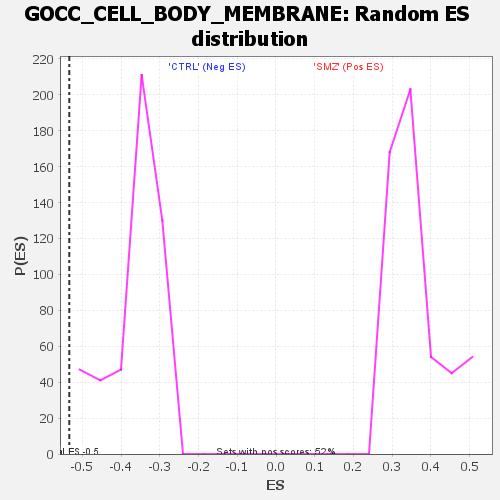 GOCC_CELL_BODY_MEMBRANE: Random ES
distribution
'CTRL' (Neg ES)
'SMZ' (Pos ES)
220
200
180
160
140
120
100
80
60
40
20
0
P(ES)
ES -0.5
Sets with pos scores: 52%
-0.5 -0.4 -0.3 -0.2 -0.1 0.0 0.1 0.2 0.3 0.4 0.5
ES